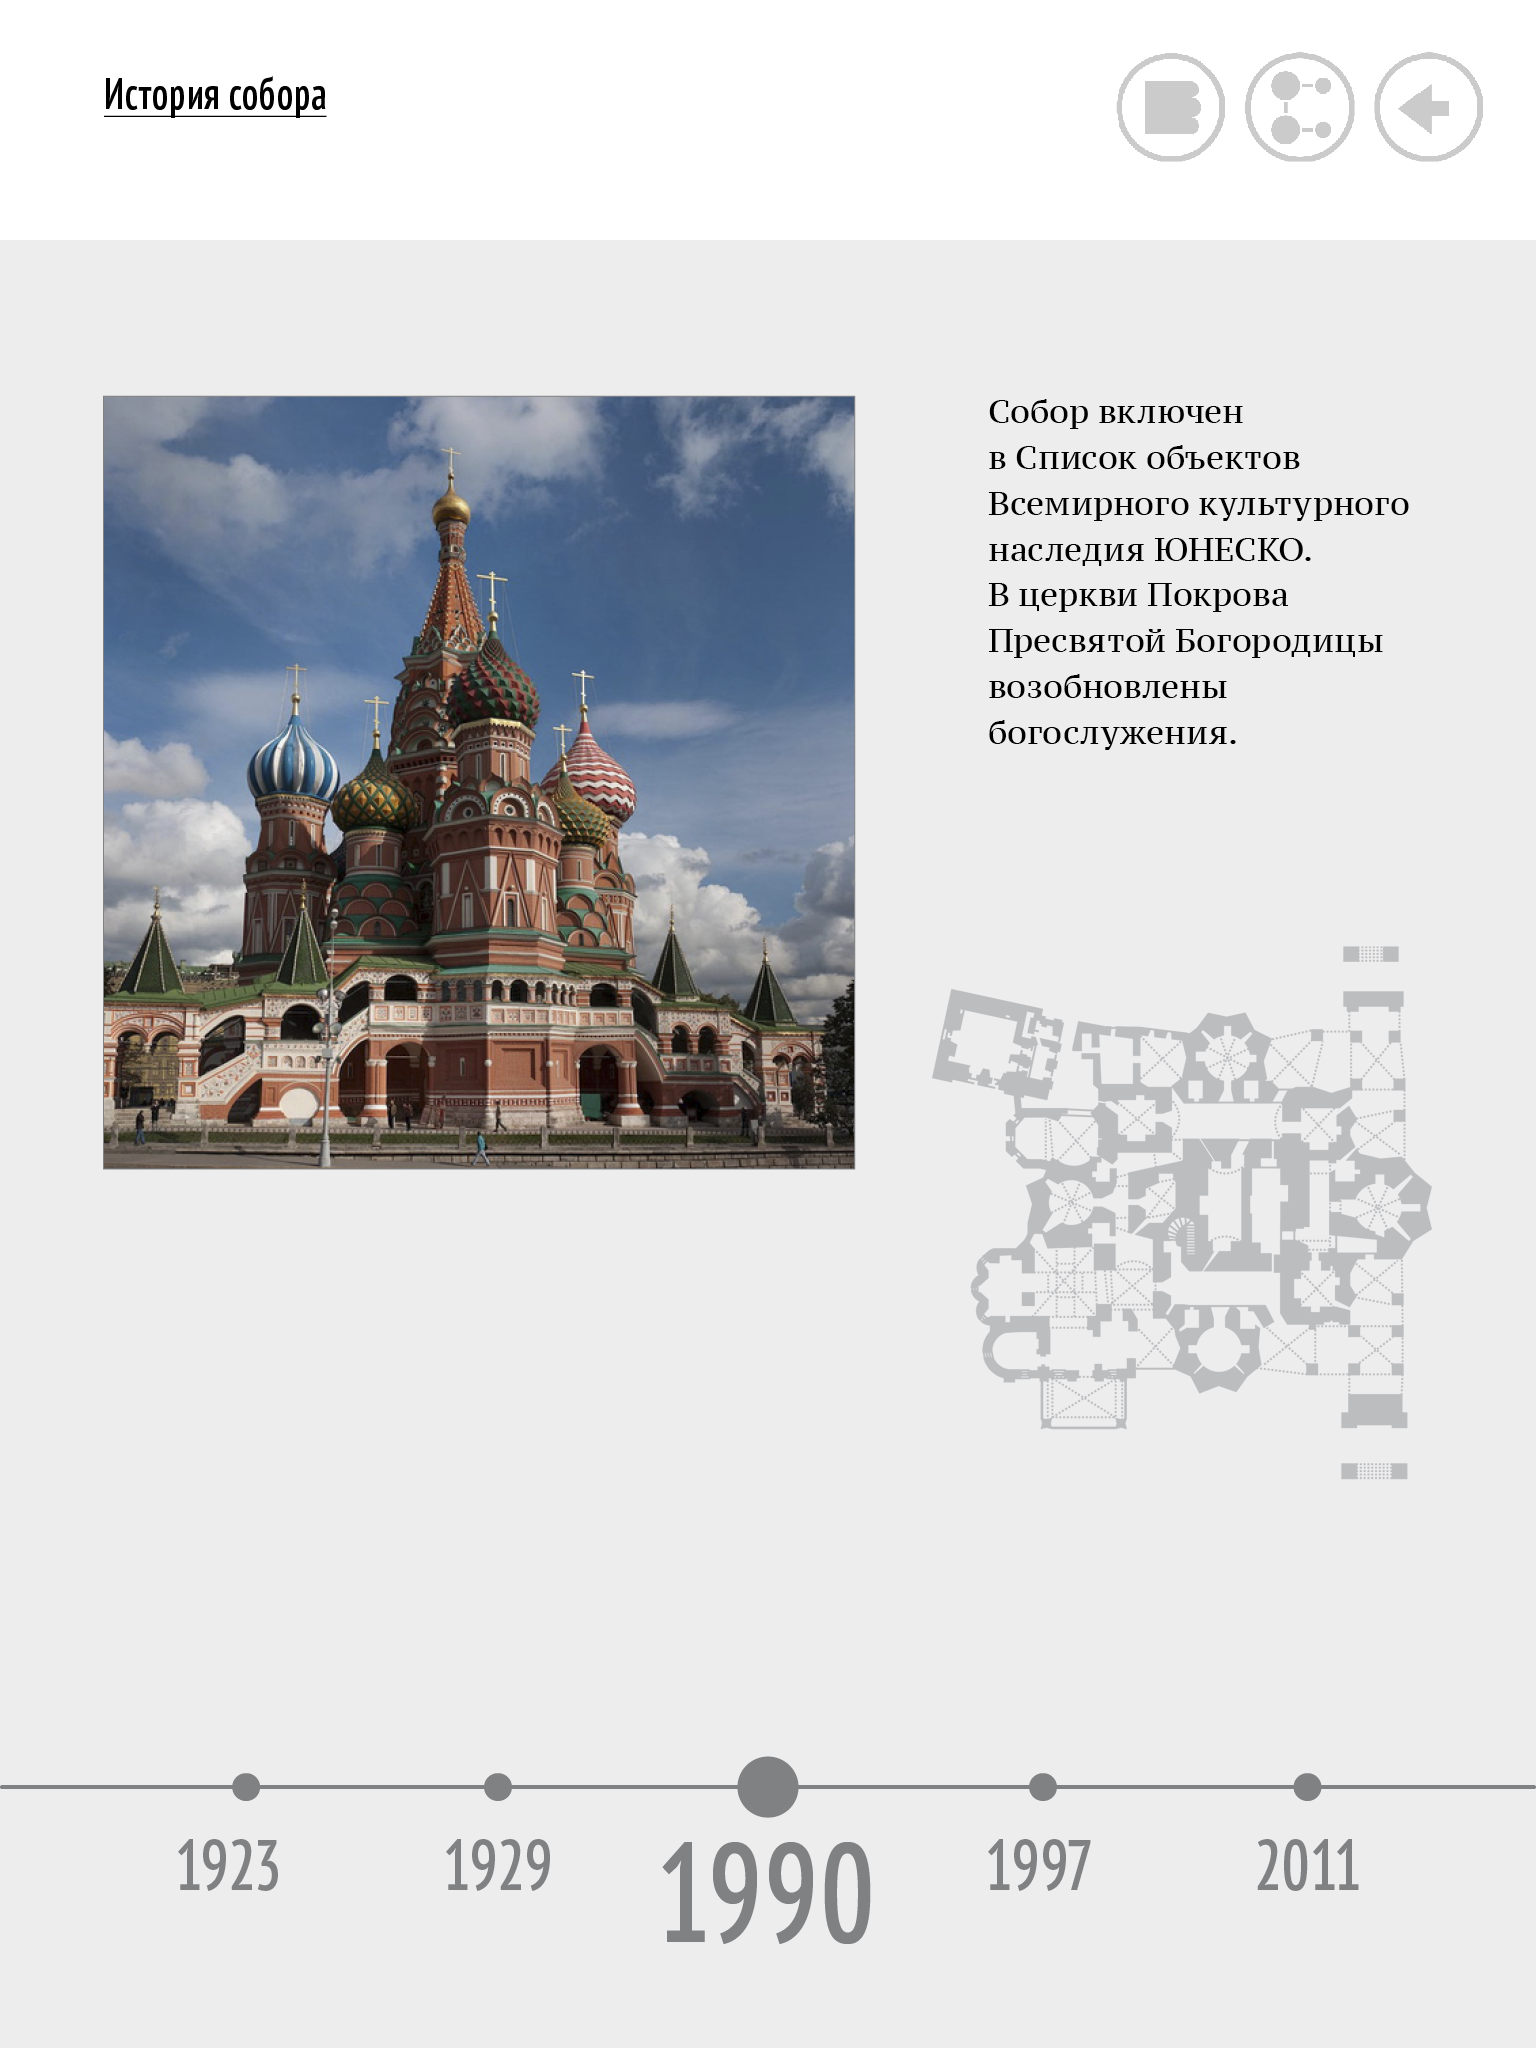 История собора
Собор включен
в Список объектов
Всемирного культурного
наследия ЮНЕСКО.
В церкви Покрова
Пресвятой Богородицы
возобновлены
богослужения.
1923
1929
1990
1997
2011